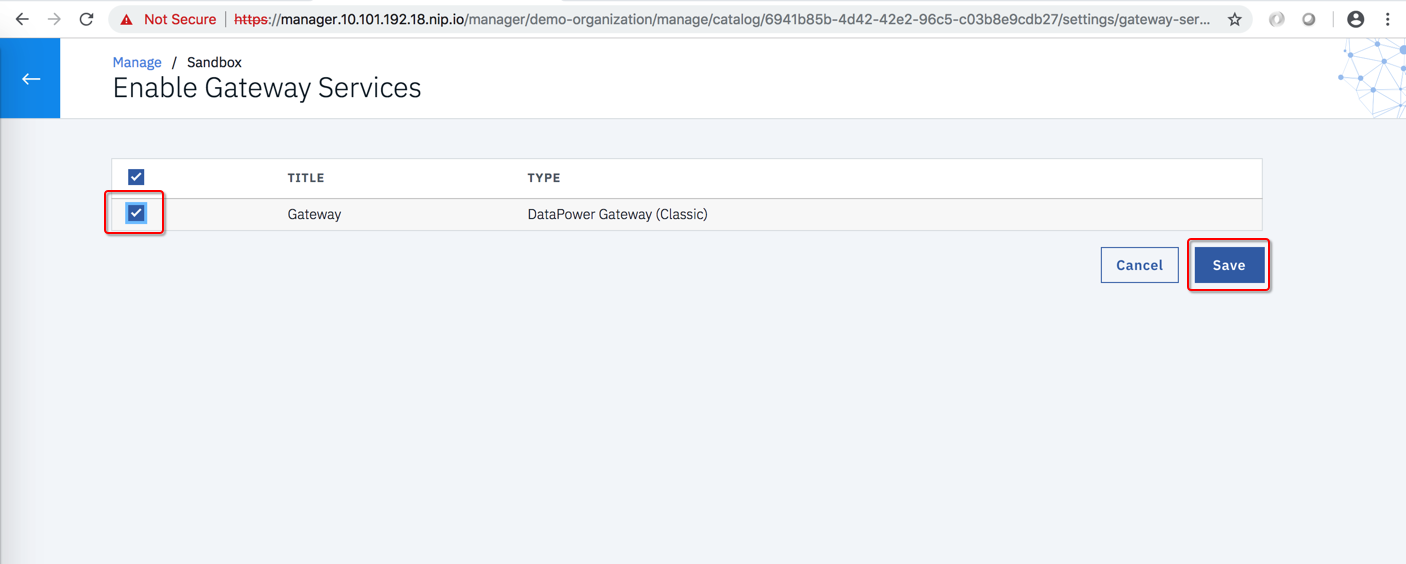 Not Secure | https://manager.10.101.192.18.nip.io/manager/demo-organization/manage/catalog/6941b85b-4d42-42e2-96c5-c03b8e9cdb27/settings/gateway-ser...
Manage / Sandbox
Enable Gateway Services
TITLE TYPE
Gateway DataPower Gateway (Classic)
Cancel Save